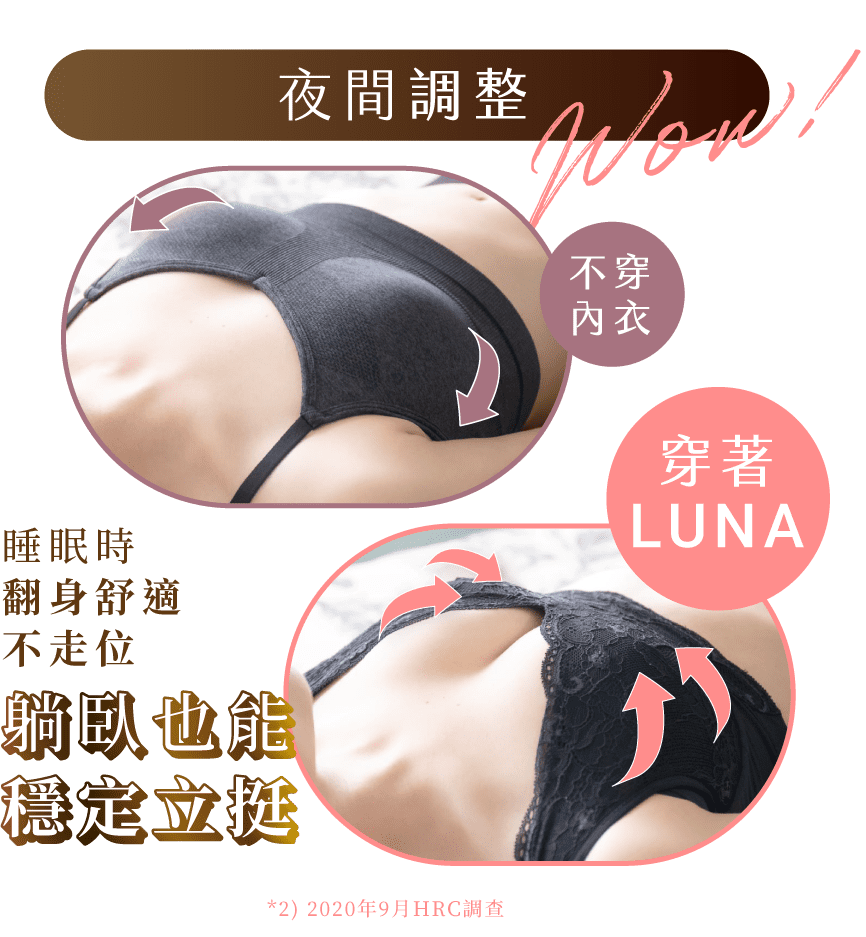 夜間調整
Wow!
不穿
內衣
穿著
LUNA
睡眠時
翻身舒適
不走位
躺臥也能
穩定立挺
*2) 2020年9月HRC調查